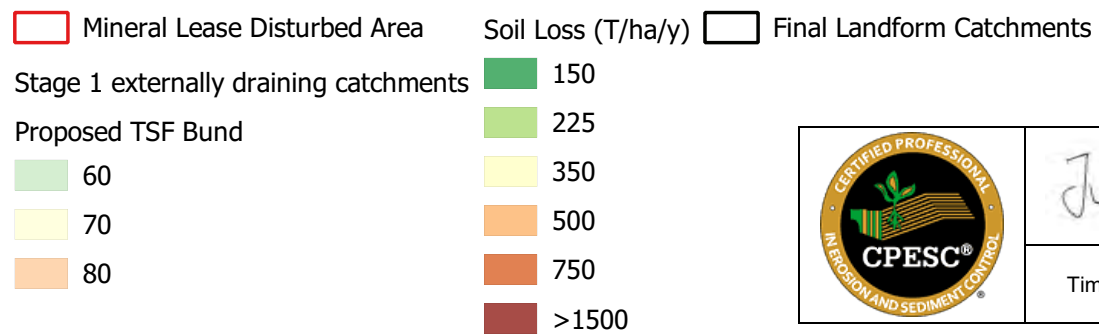 Mineral Lease Disturbed Area
Stage 1 externally draining catchments
Proposed TSF Bund
60
70
80
Soil Loss (T/ha/y)
150
225
350
500
750
>1500
Final Landform Catchments
CERTIFIED PROFESSIONAL
IN EROSION AND SEDIMENT CONTROL
CPESC®
®